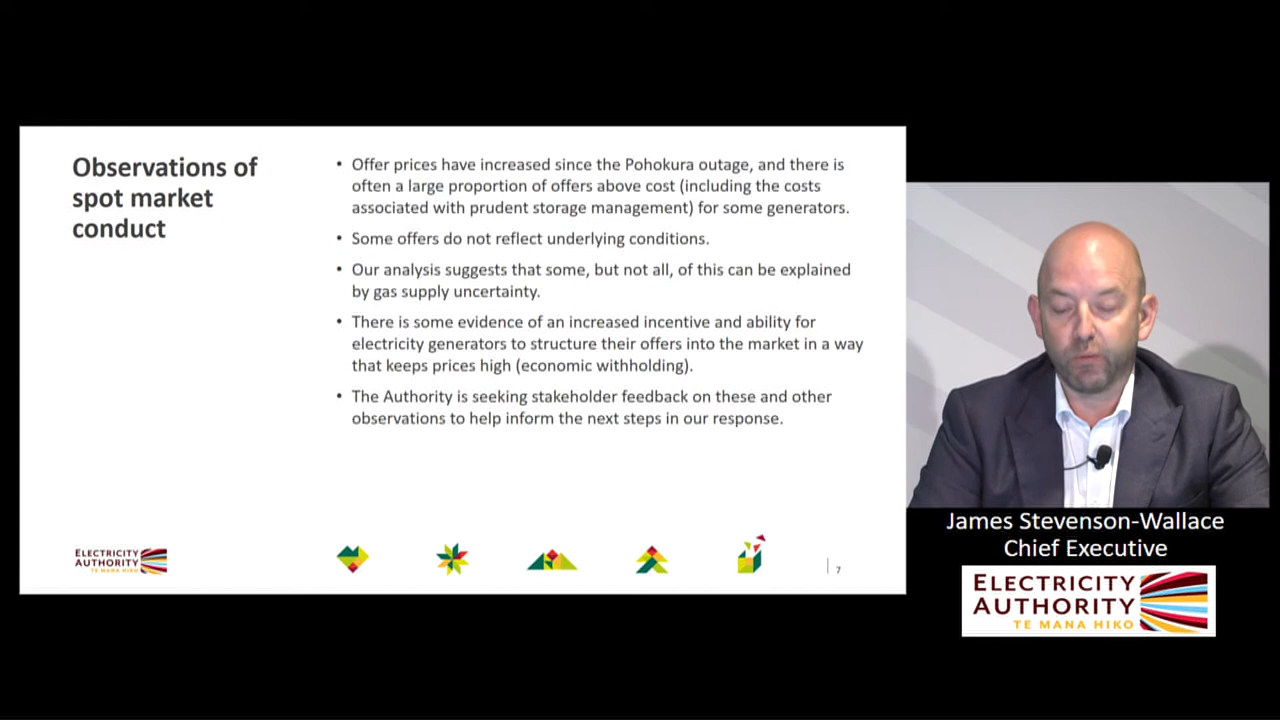 Observations of
spot market
conduct
• Offer prices have increased since the Pohokura outage, and there is
often a large proportion of offers above cost (including the costs
associated with prudent storage management) for some generators.
• Some offers do not reflect underlying conditions.
• Our analysis suggests that some, but not all, of this can be explained
by gas supply uncertainty.
• There is some evidence of an increased incentive and ability for
electricity generators to structure their offers into the market in a way
that keeps prices high (economic withholding).
• The Authority is seeking stakeholder feedback on these and other
observations to help inform the next steps in our response.
ELECTRICITY
AUTHORITY
TE MANA HIKO
7
James Stevenson-Wallace
Chief Executive
ELECTRICITY
AUTHORITY
TE MANA HIKO